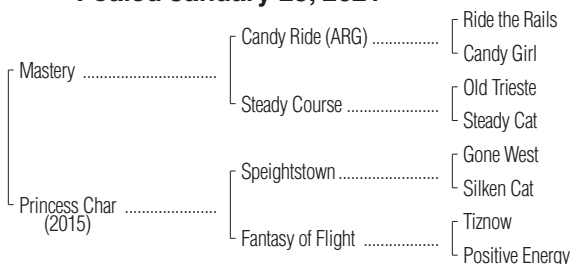 Foaled January 2021
Ride the Rails
Candy Ride (ARG) ...................
Candy Girl
Mastery ...........................
Old Trieste
Steady Course ....................
Steady Cat
Gone West
Speightstown ......................
Silken Cat
Princess Char ...................
(2015)
Tiznow
Fantasy of Flight ................
Positive Energy